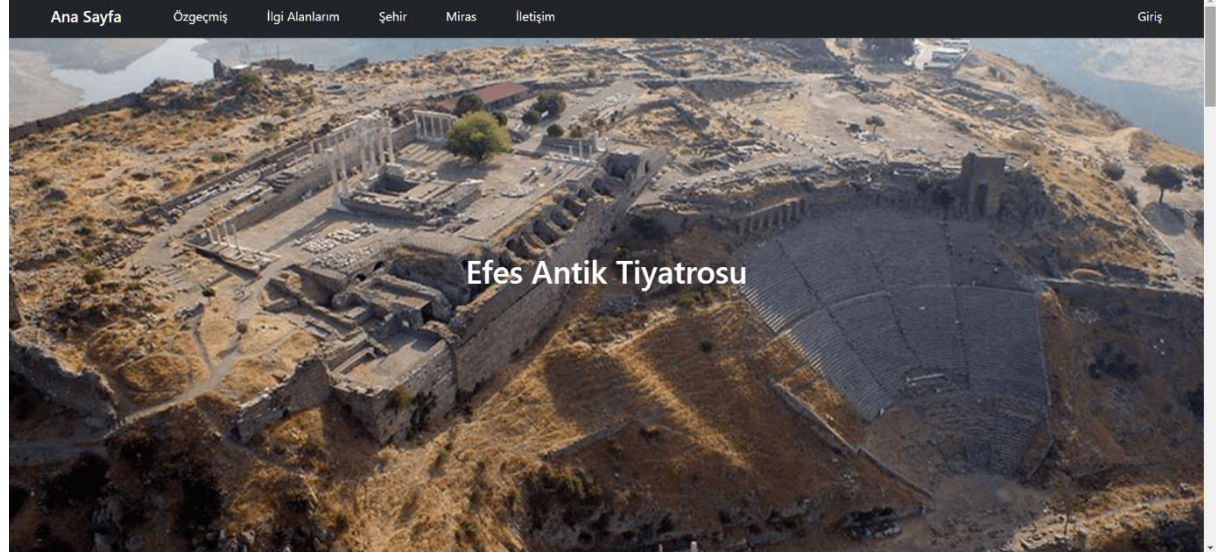 Ana Sayfa Özgeçmiş İlgi Alanlarım Şehir Miras İletişim Giriş
Efes Antik Tiyatrosu